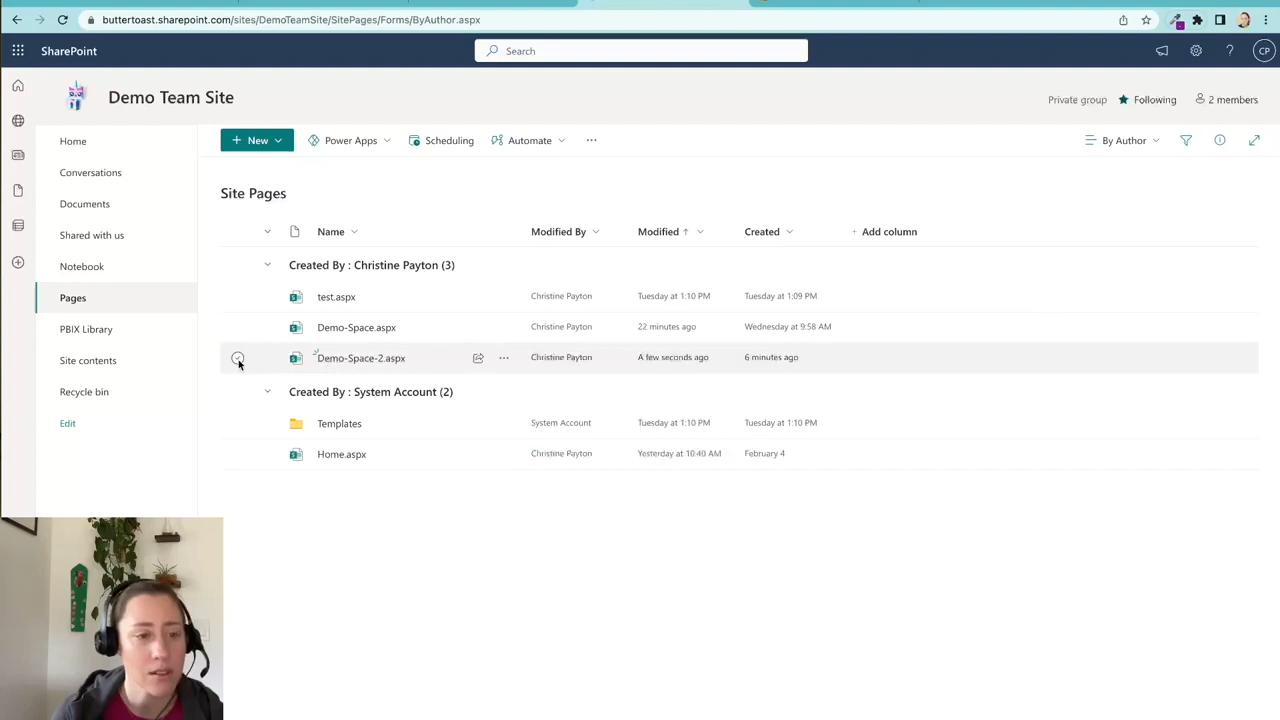 buttertoast.sharepoint.com/sites/DemoTeamSite/SitePages/Forms/ByAuthor.aspx
SharePoint
Search
CP
Demo Team Site
Private group
Following
2 members
Home
Conversations
Documents
Shared with us
Notebook
Pages
PBIX Library
Site contents
Recycle bin
Edit
+ New
Power Apps
Scheduling
Automate
By Author
Site Pages
Name
Modified By
Modified ↑
Created
+ Add column
Created By : Christine Payton (3)
test.aspx Christine Payton Tuesday at 1:10 PM Tuesday at 1:09 PM
Demo-Space.aspx Christine Payton 22 minutes ago Wednesday at 9:58 AM
Demo-Space-2.aspx Christine Payton A few seconds ago 6 minutes ago
Created By : System Account (2)
Templates System Account Tuesday at 1:10 PM Tuesday at 1:10 PM
Home.aspx Christine Payton Yesterday at 10:40 AM February 4